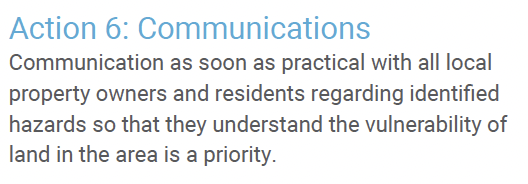 Action 6: Communications
Communication as soon as practical with all local
property owners and residents regarding identified
hazards so that they understand the vulnerability of
land in the area is a priority.